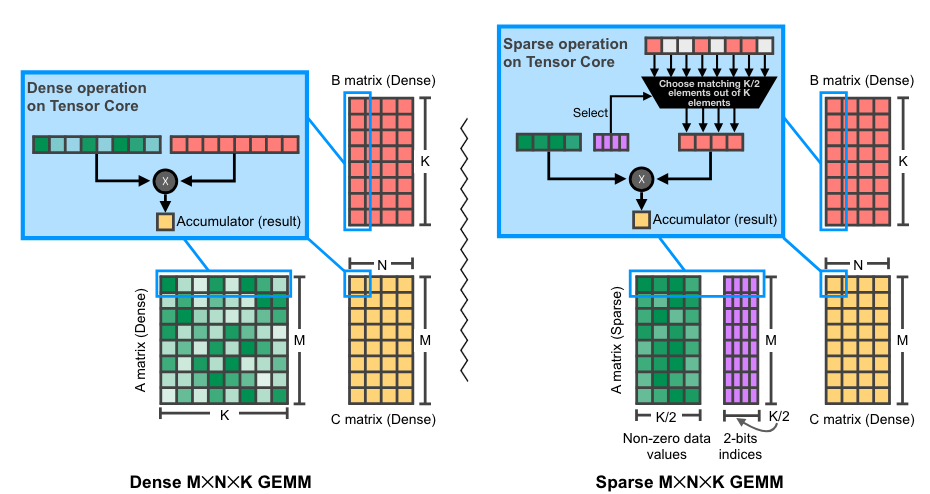 Dense operation
on Tensor Core
X
Accumulator (result)
B matrix (Dense)
K
N
A matrix (Dense)
M
M
K
C matrix (Dense)
Dense M×N×K GEMM
Sparse operation
on Tensor Core
Choose matching K/2
elements out of K
elements
Select
X
Accumulator (result)
B matrix (Dense)
K
N
A matrix (Sparse)
M
M
K/2
K/2
Non-zero data
values
2-bits
indices
C matrix (Dense)
Sparse M×N×K GEMM